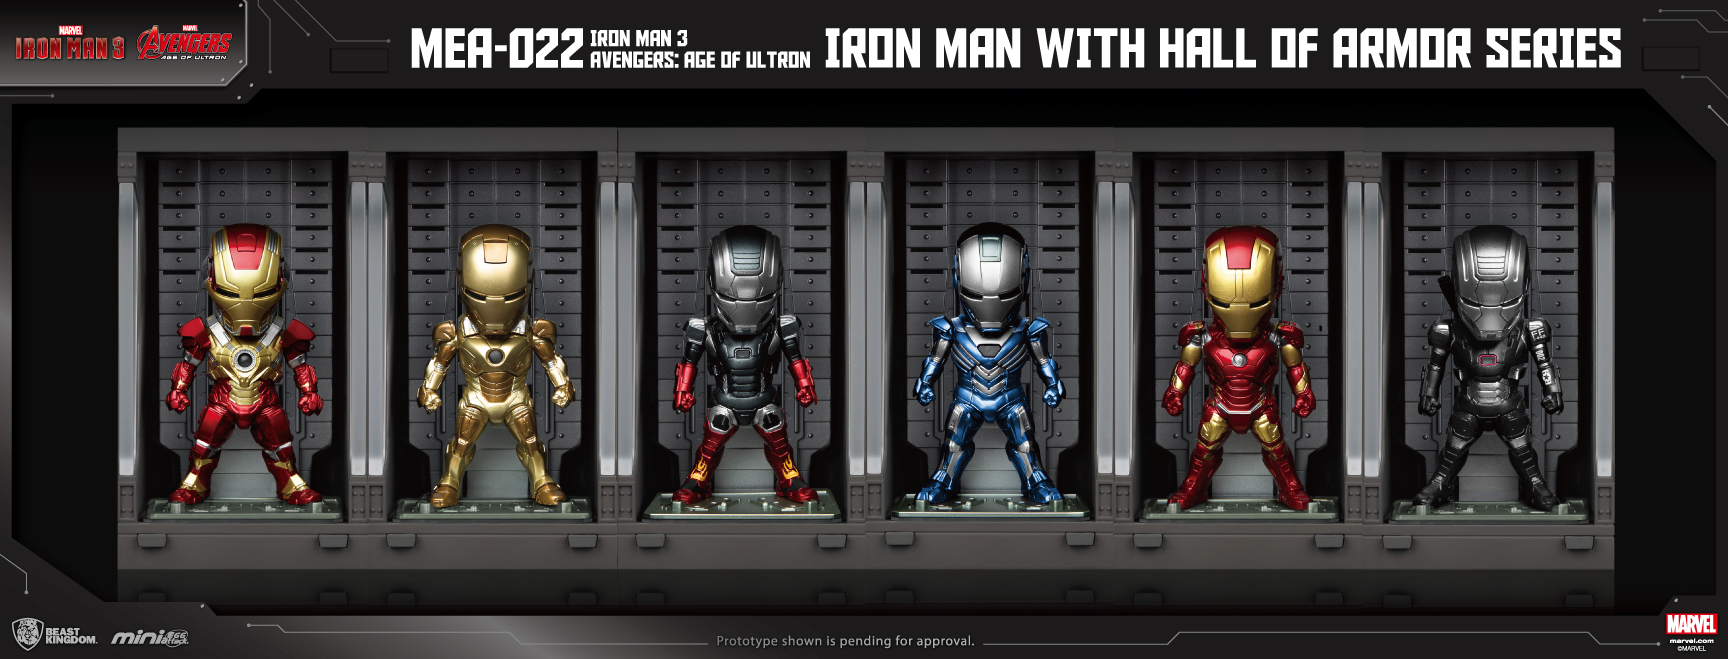 MARVEL
IRON MAN 3
MARVEL
AVENGERS
AGE OF ULTRON
MEA-022
IRON MAN 3
AVENGERS: AGE OF ULTRON
IRON MAN WITH HALL OF ARMOR SERIES
BEAST
KINGDOM.
mini EGG
attack.
Prototype shown is pending for approval.
MARVEL
marvel.com
©MARVEL